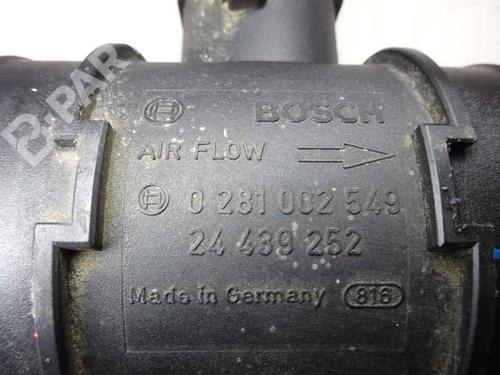 BOSCH
AIR FLOW
0 281 002 549
24 439 252
Made in Germany 816
B-PAR